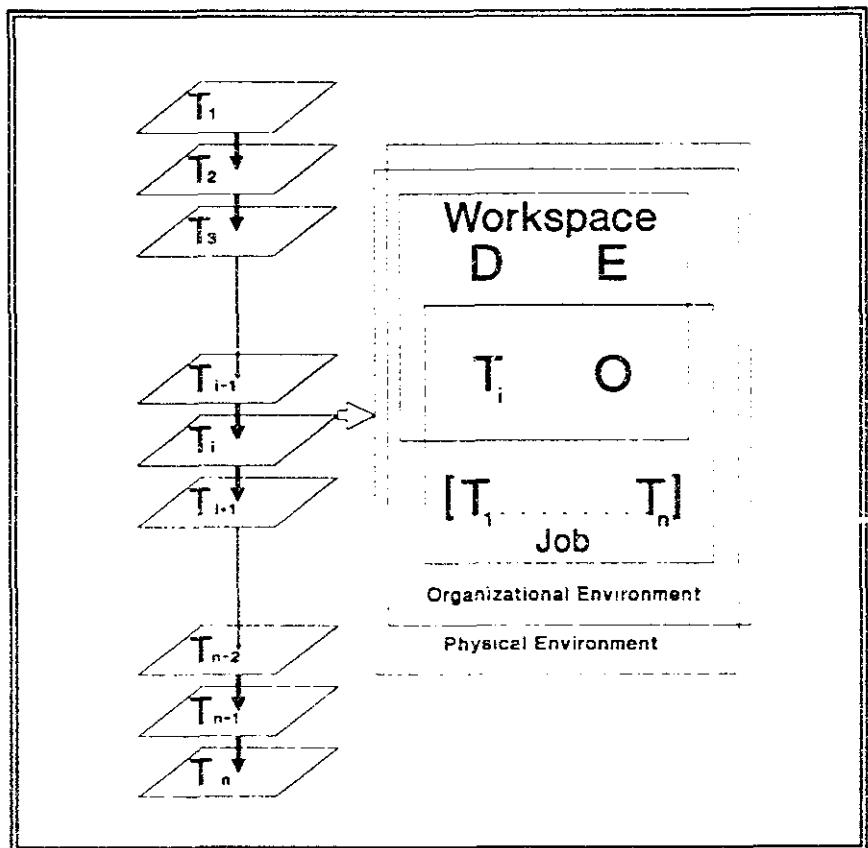 T1
T2
T3
Ti-1
Ti
Ti+1
Tn-2
Tn-1
Tn
Workspace
D E
Ti O
[T1 ...... Tn]
Job
Organizational Environment
Physical Environment